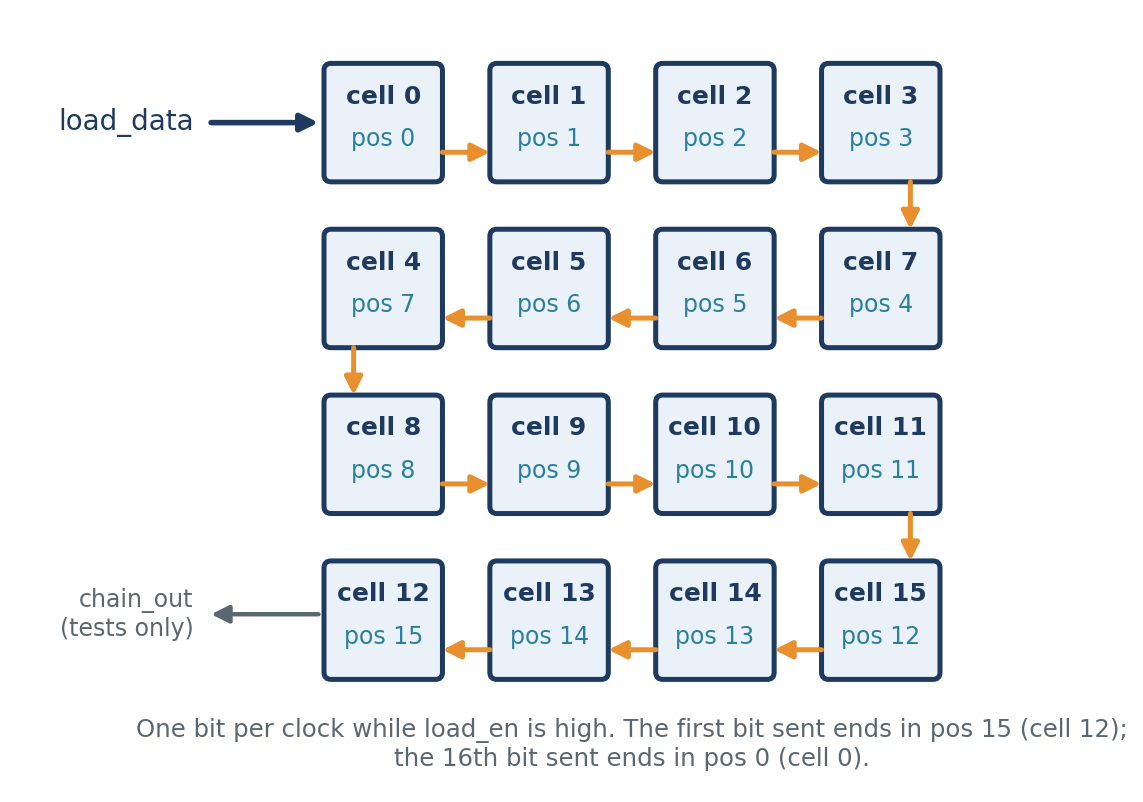 load_data
cell 0
pos 0
cell 1
pos 1
cell 2
pos 2
cell 3
pos 3
cell 4
pos 7
cell 5
pos 6
cell 6
pos 5
cell 7
pos 4
cell 8
pos 8
cell 9
pos 9
cell 10
pos 10
cell 11
pos 11
chain_out
(tests only)
cell 12
pos 15
cell 13
pos 14
cell 14
pos 13
cell 15
pos 12
One bit per clock while load_en is high. The first bit sent ends in pos 15 (cell 12);
the 16th bit sent ends in pos 0 (cell 0).